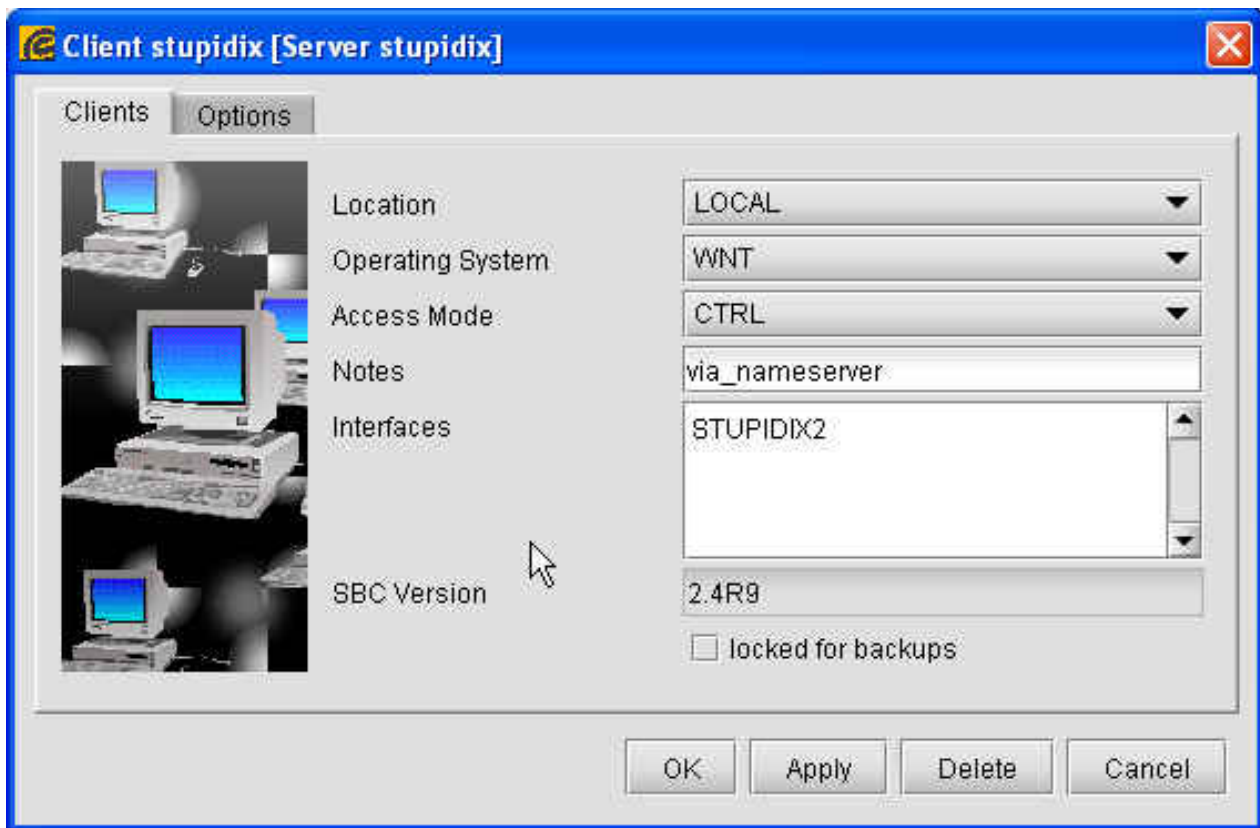 Client stupidix [Server stupidix]
Clients Options
Location LOCAL
Operating System WNT
Access Mode CTRL
Notes via_nameserver
Interfaces STUPIDIX2
SBC Version 2.4R9
locked for backups
OK Apply Delete Cancel